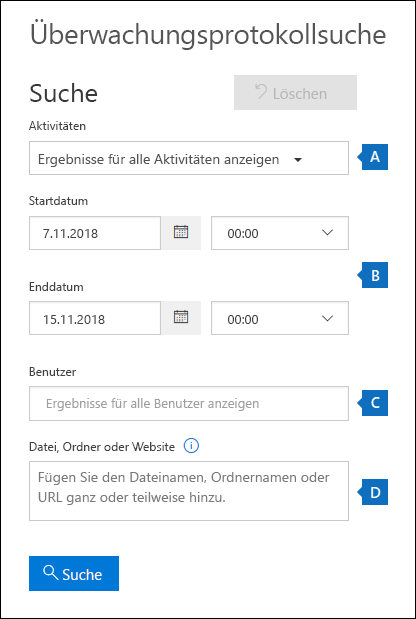 Überwachungsprotokollsuche
Suche
Löschen
Aktivitäten
Ergebnisse für alle Aktivitäten anzeigen
A
Startdatum
7.11.2018
00:00
B
Enddatum
15.11.2018
00:00
Benutzer
Ergebnisse für alle Benutzer anzeigen
C
Datei, Ordner oder Website
Fügen Sie den Dateinamen, Ordnernamen oder
URL ganz oder teilweise hinzu.
D
Suche